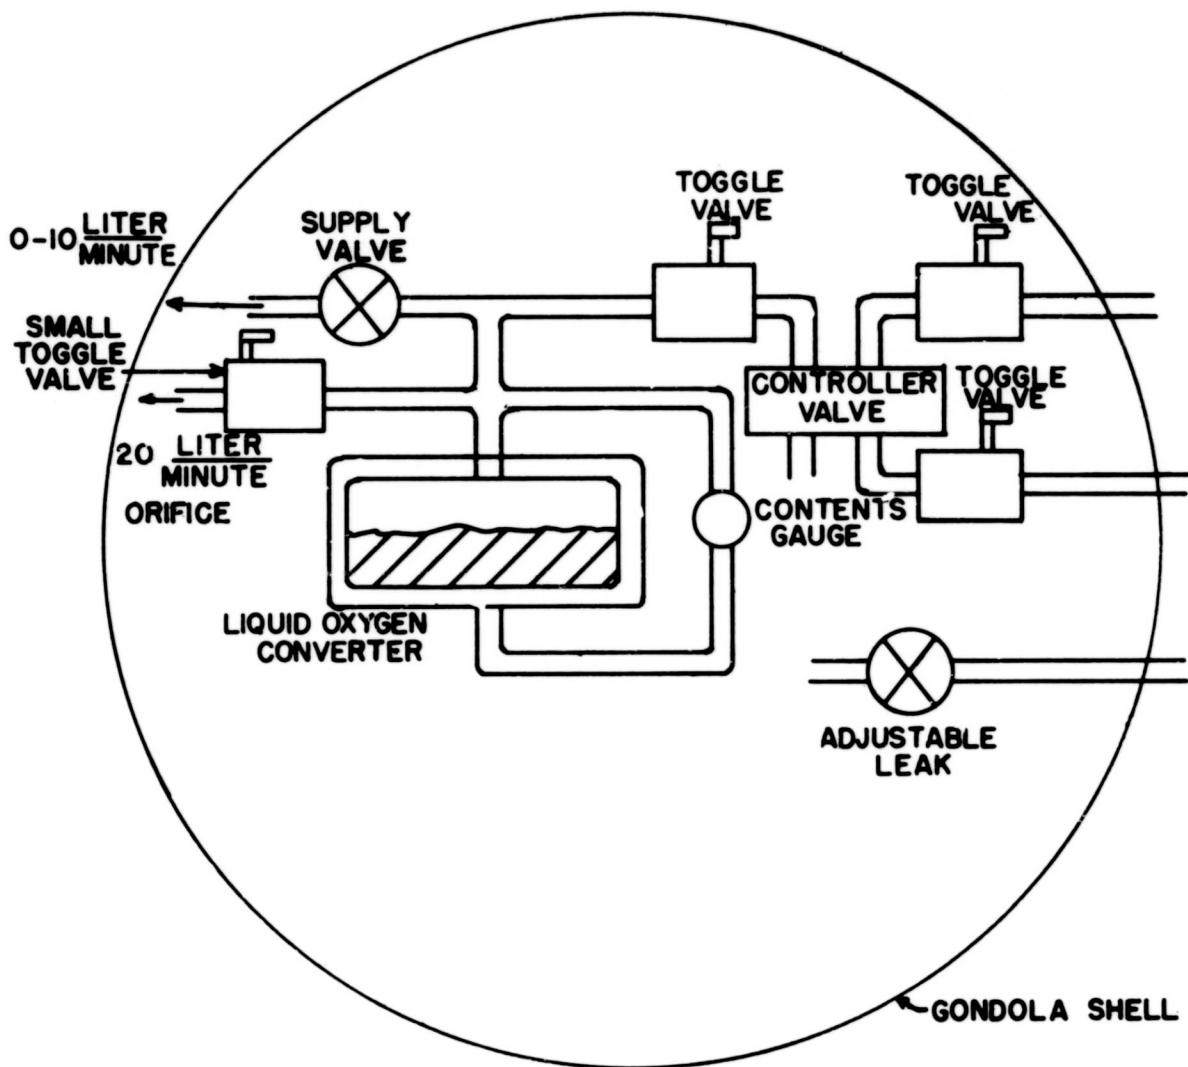 TOGGLE
VALVE
TOGGLE
VALVE
SUPPLY
VALVE
0-10 LITER
MINUTE
SMALL
TOGGLE
VALVE
CONTROLLER
VALVE
TOGGLE
VALVE
20 LITER
MINUTE
ORIFICE
CONTENTS
GAUGE
LIQUID OXYGEN
CONVERTER
ADJUSTABLE
LEAK
GONDOLA SHELL